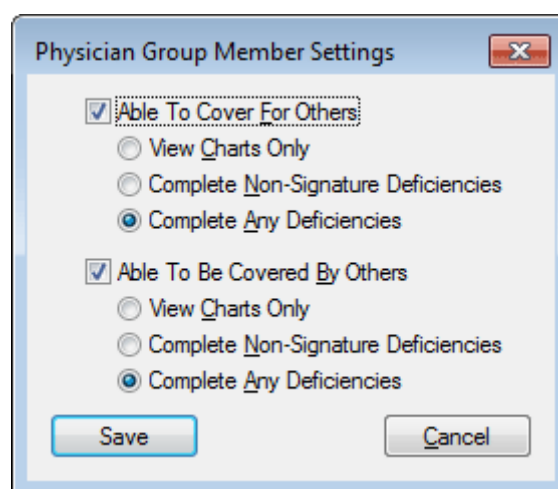 Physician Group Member Settings
Able To Cover For Others
View Charts Only
Complete Non-Signature Deficiencies
Complete Any Deficiencies
Able To Be Covered By Others
View Charts Only
Complete Non-Signature Deficiencies
Complete Any Deficiencies
Save Cancel